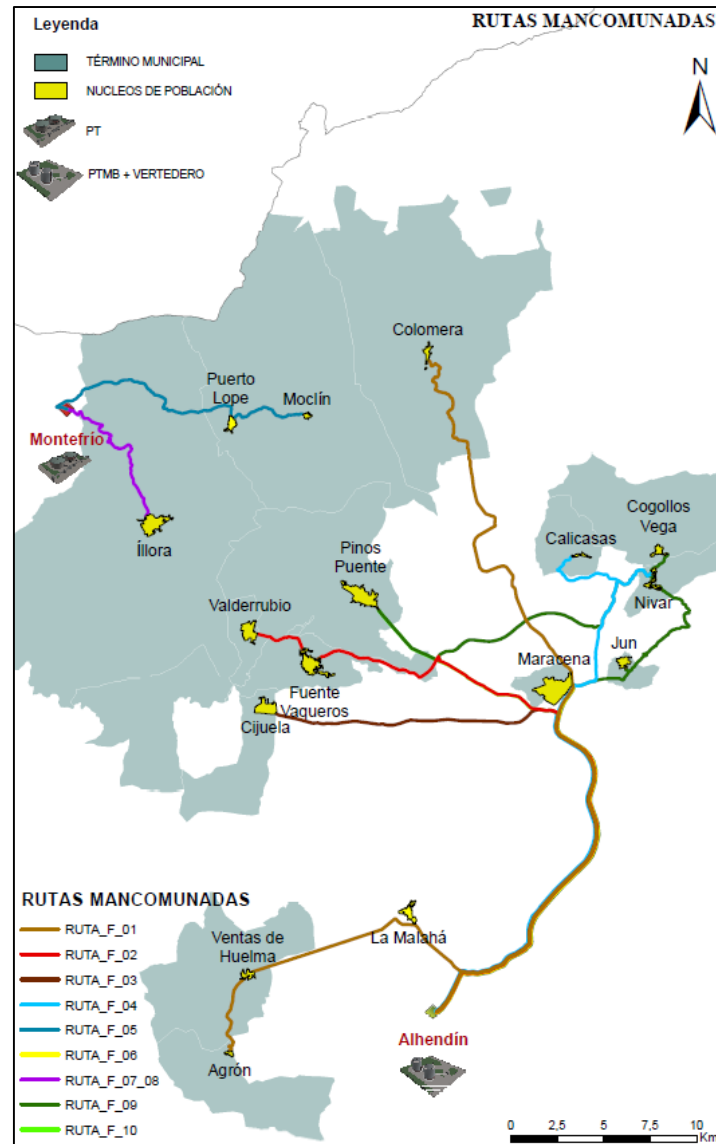 Leyenda
RUTAS MANCOMUNADAS
TÉRMINO MUNICIPAL
NUCLEOS DE POBLACIÓN
PT
PTMB + VERTEDERO
N
Colomera
Puerto
Lope
Moclín
Montefrío
Íllora
Cogollos
Vega
Calicasas
Nivar
Pinos
Puente
Valderrubio
Jun
Maracena
Fuente
Vaqueros
Cijuela
RUTAS MANCOMUNADAS
RUTA_F_01
RUTA_F_02
RUTA_F_03
RUTA_F_04
RUTA_F_05
RUTA_F_06
RUTA_F_07_08
RUTA_F_09
RUTA_F_10
La Malahá
Ventas de
Huelma
Agrón
Alhendín
0 2,5 5 7,5 10
Km